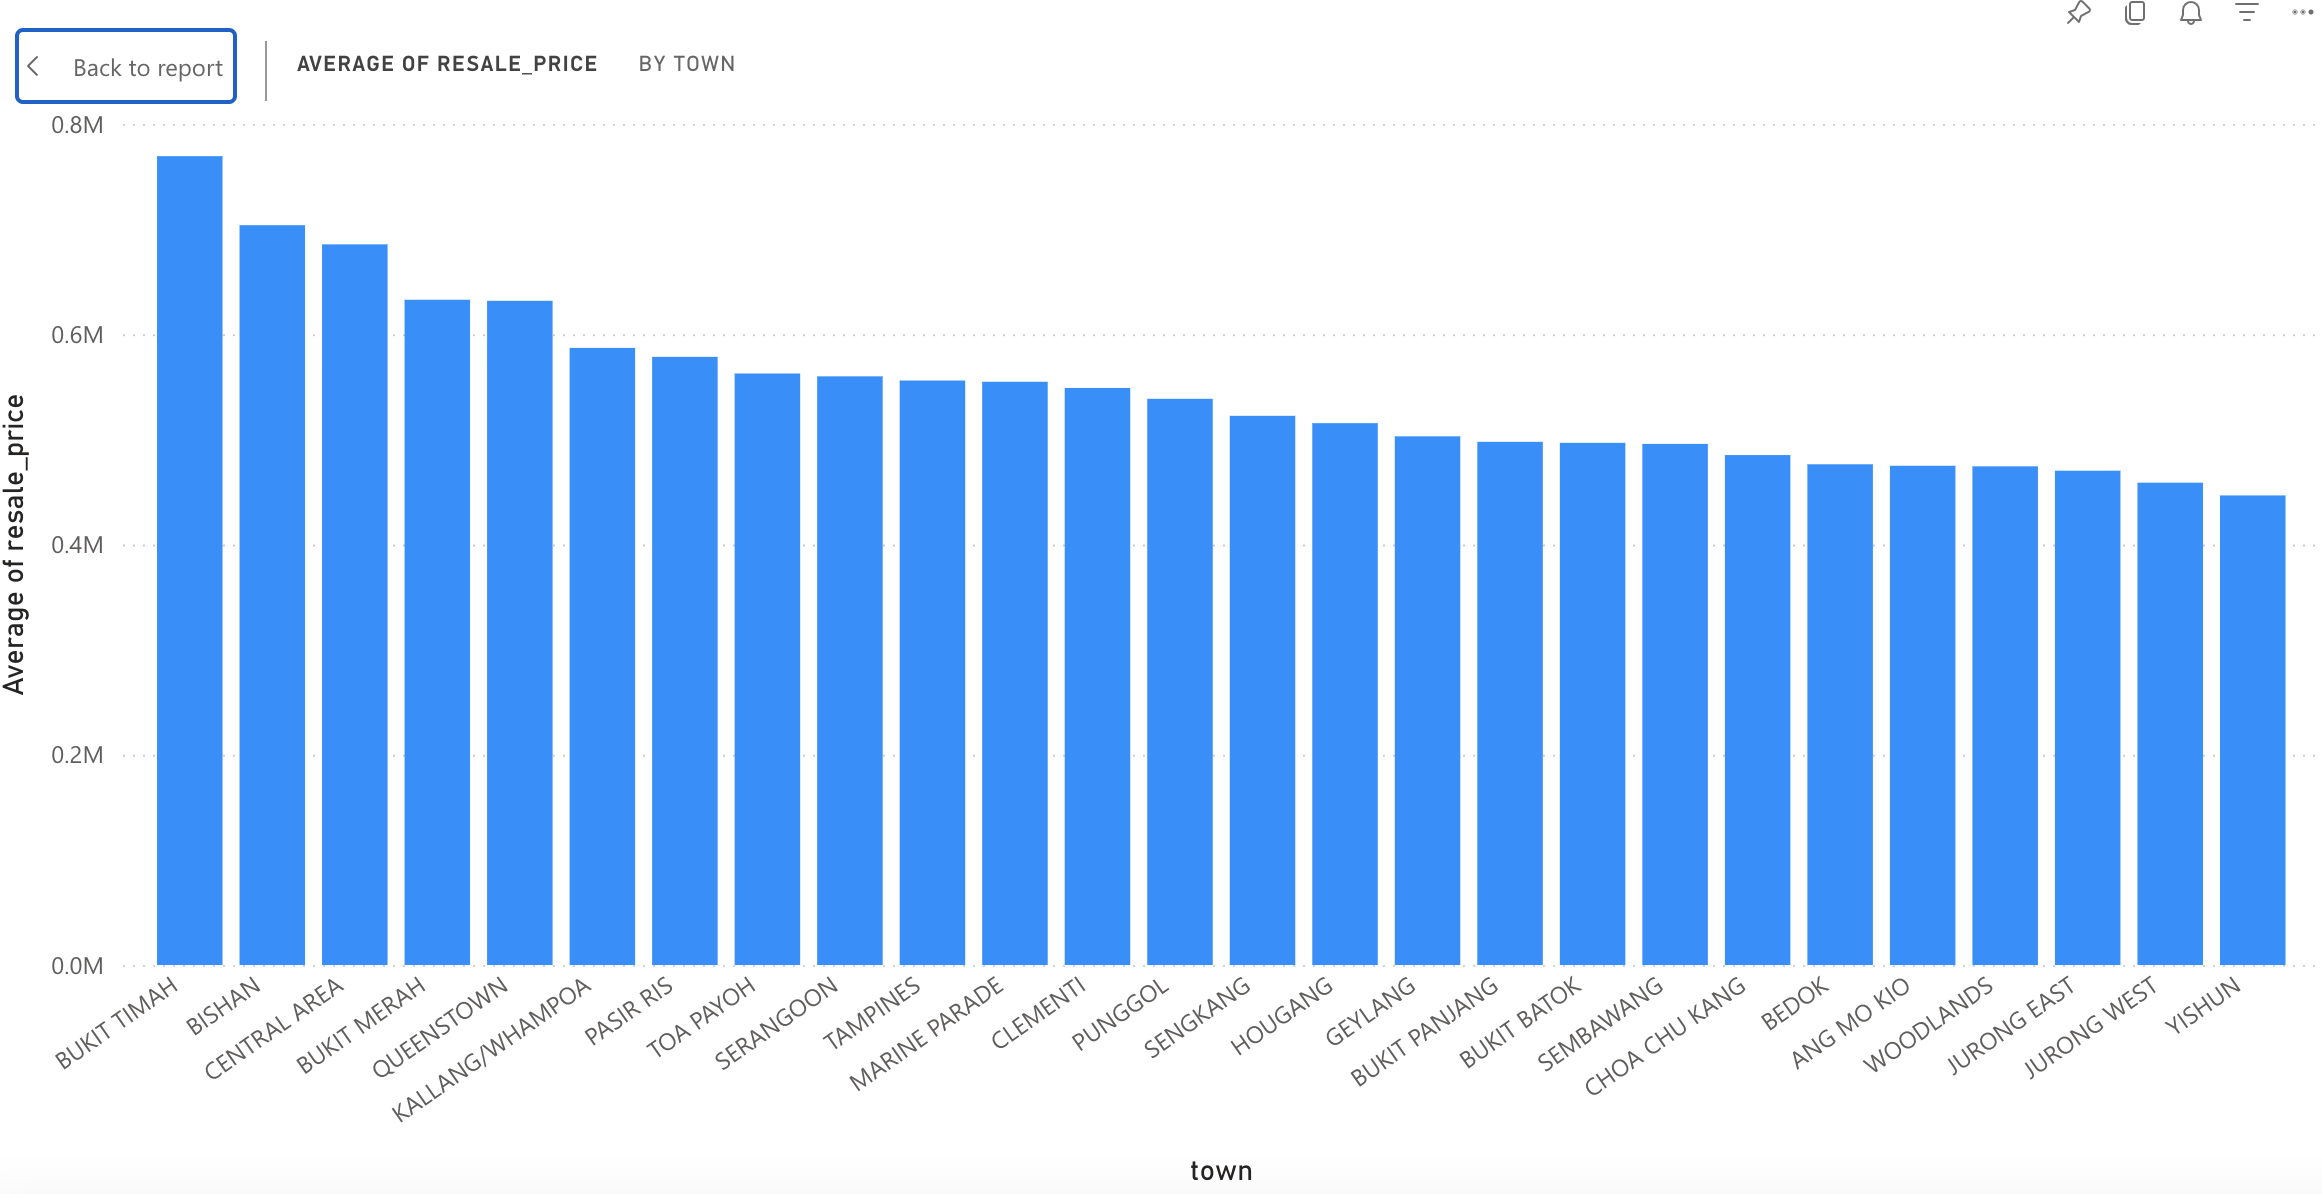 Back to report
AVERAGE OF RESALE_PRICE BY TOWN
Average of resale_price
0.8M
0.6M
0.4M
0.2M
0.0M
BUKIT TIMAH
BISHAN
CENTRAL AREA
BUKIT MERAH
QUEENSTOWN
KALLANG/WHAMPOA
PASIR RIS
TOA PAYOH
SERANGOON
TAMPINES
MARINE PARADE
CLEMENTI
PUNGGOL
SENGKANG
HOUGANG
GEYLANG
BUKIT PANJANG
BUKIT BATOK
SEMBAWANG
CHOA CHU KANG
BEDOK
ANG MO KIO
WOODLANDS
JURONG EAST
JURONG WEST
YISHUN
town